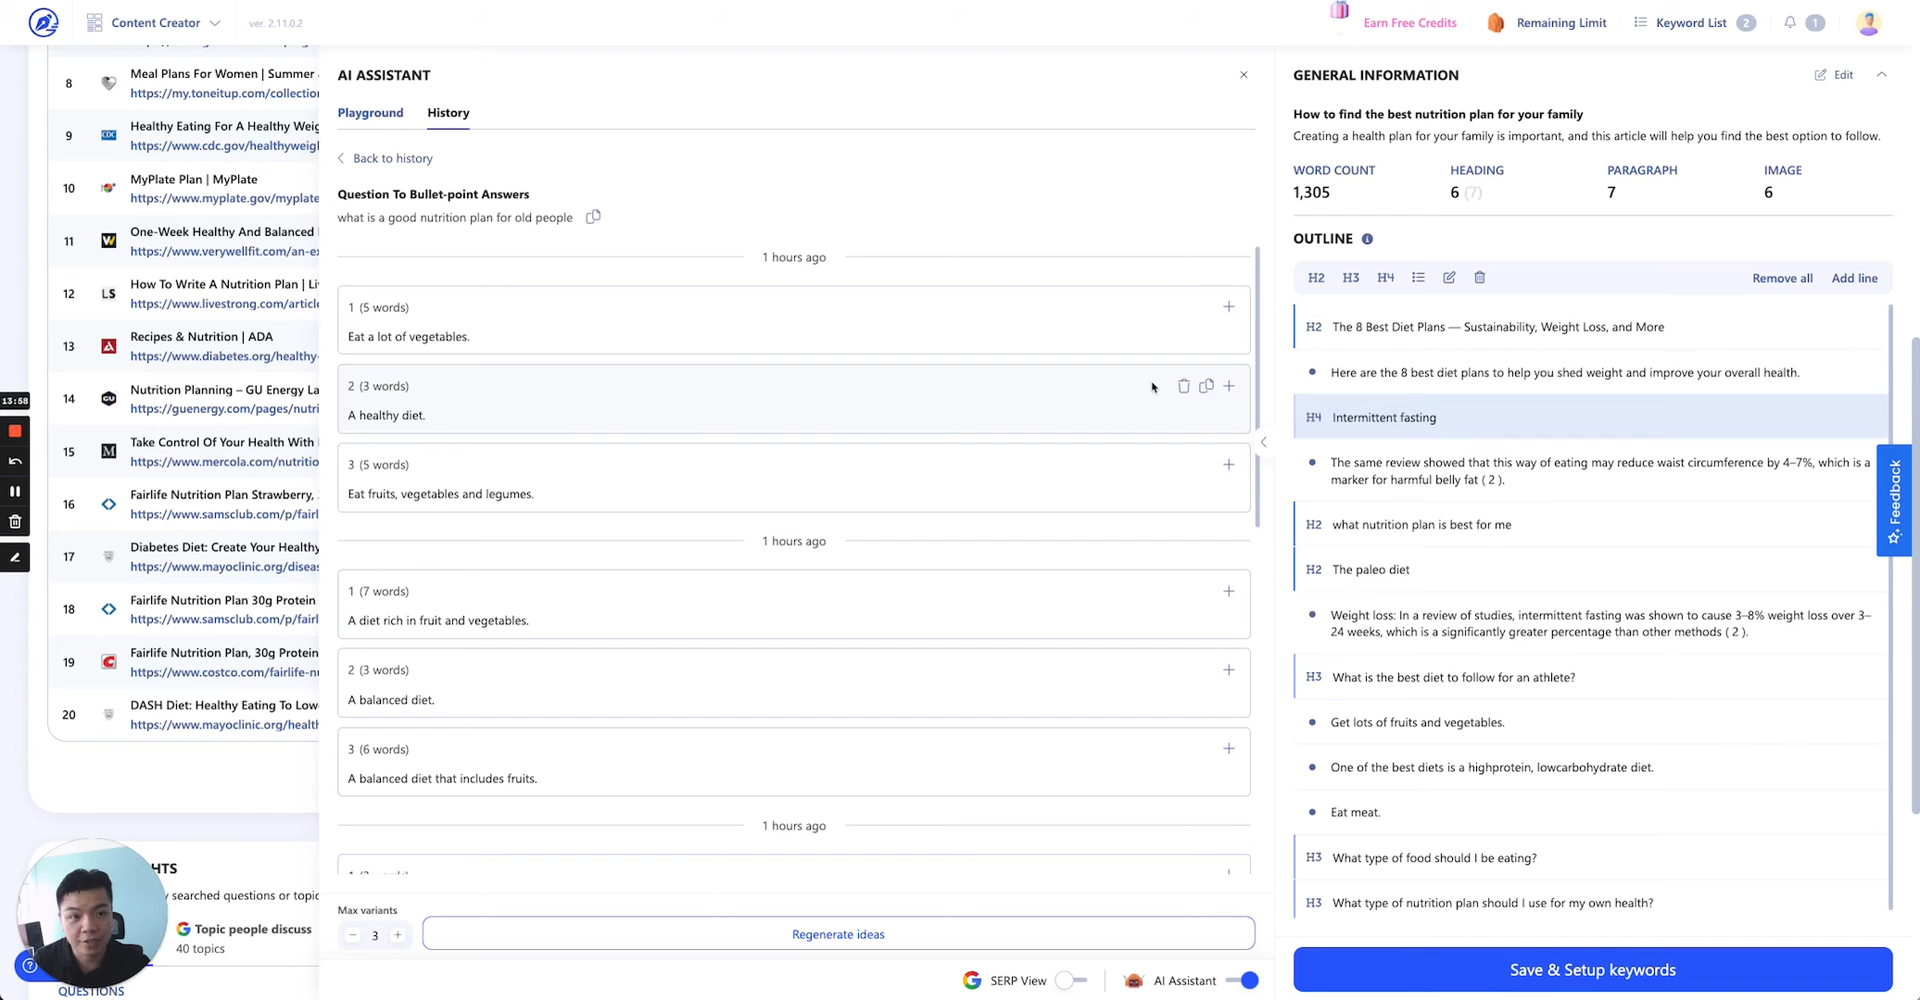 Content Creator
ver. 2.11.0.2
Earn Free Credits
Remaining Limit
Keyword List 2
1
8
Meal Plans For Women | Summer
https://my.toneitup.com/collection
9
CDC
Healthy Eating For A Healthy
https://www.cdc.gov/healthyweigh
10
MyPlate Plan | MyPlate
https://www.myplate.gov/myplate
11
One-Week Healthy And Balanced
https://www.verywellfit.com/an-ex
12
LS
How To Write A Nutrition Plan |
https://www.livestrong.com/article
13
Recipes & Nutrition | ADA
https://www.diabetes.org/healthy-
14
GU
Nutrition Planning – GU Energy
https://guenergy.com/pages/nutri
15
M
Take Control Of Your Health With
https://www.mercola.com/nutritio
16
Fairlife Nutrition Plan Strawberry,
https://www.samsclub.com/p/fairl
17
Diabetes Diet: Create Your Healthy
https://www.mayoclinic.org/diseas
18
Fairlife Nutrition Plan 30g Protein
https://www.samsclub.com/p/fairl
19
Fairlife Nutrition Plan, 30g Protein
https://www.costco.com/fairlife-nu
20
DASH Diet: Healthy Eating To
https://www.mayoclinic.org/healt
13:58
HTS
y searched questions or topic
Topic people discuss
40 topics
QUESTIONS
AI ASSISTANT
Playground
History
Back to history
Question To Bullet-point Answers
what is a good nutrition plan for old people
1 hours ago
1 (5 words)
Eat a lot of vegetables.
2 (3 words)
A healthy diet.
3 (5 words)
Eat fruits, vegetables and legumes.
1 hours ago
1 (7 words)
A diet rich in fruit and vegetables.
2 (3 words)
A balanced diet.
3 (6 words)
A balanced diet that includes fruits.
1 hours ago
Max variants
3
Regenerate ideas
SERP View
AI Assistant
GENERAL INFORMATION
Edit
How to find the best nutrition plan for your family
Creating a health plan for your family is important, and this article will help you find the best option to follow.
WORD COUNT
HEADING
PARAGRAPH
IMAGE
1,305
6 (7)
7
6
OUTLINE
H2 H3 H4
Remove all
Add line
H2 The 8 Best Diet Plans — Sustainability, Weight Loss, and More
Here are the 8 best diet plans to help you shed weight and improve your overall health.
H4 Intermittent fasting
The same review showed that this way of eating may reduce waist circumference by 4–7%, which is a
marker for harmful belly fat ( 2 ).
H2 what nutrition plan is best for me
H2 The paleo diet
Weight loss: In a review of studies, intermittent fasting was shown to cause 3–8% weight loss over 3–
24 weeks, which is a significantly greater percentage than other methods ( 2 ).
H3 What is the best diet to follow for an athlete?
Get lots of fruits and vegetables.
One of the best diets is a highprotein, lowcarbohydrate diet.
Eat meat.
H3 What type of food should I be eating?
H3 What type of nutrition plan should I use for my own health?
Save & Setup keywords
Feedback